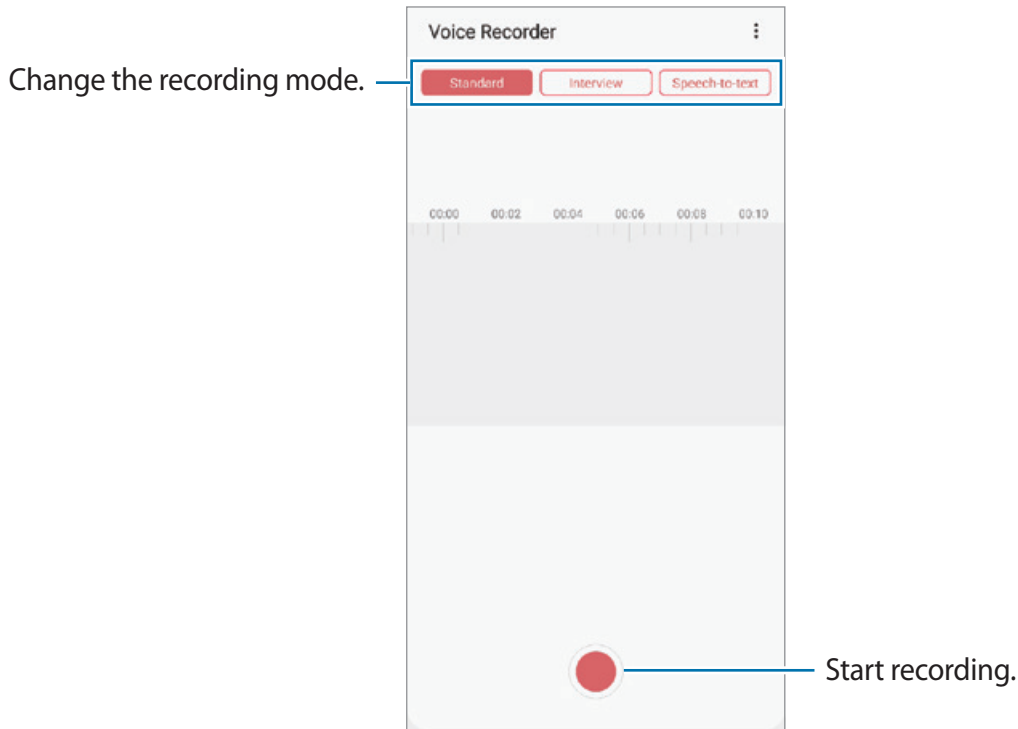 Voice Recorder
Change the recording mode.
Standard Interview Speech-to-text
00:00 00:02 00:04 00:06 00:08 00:10
Start recording.